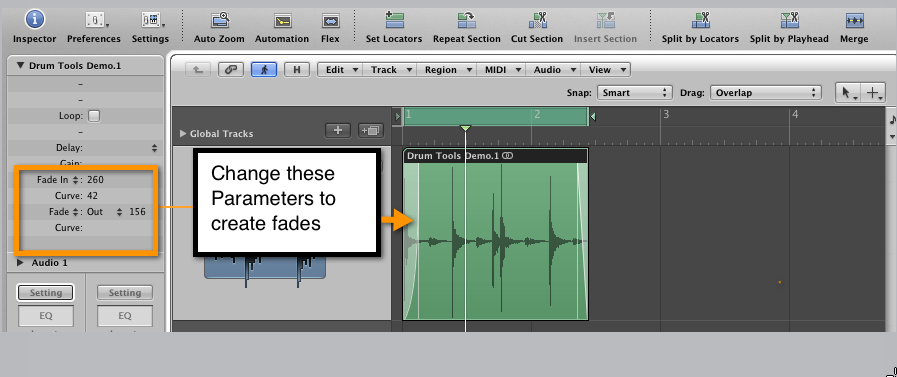 Inspector Preferences Settings Auto Zoom Automation Flex Set Locators Repeat Section Cut Section Insert Section Split by Locators Split by Playhead Merge
Drum Tools Demo.1
H Edit Track Region MIDI Audio View
–
–
Snap: Smart Drag: Overlap
Loop:
–
1 2 3 4
Global Tracks
Delay:
Gain:
Fade In : 260
Curve: 42
Fade : Out 156
Curve:
Drum Tools Demo.1
Change these
Parameters to
create fades
Audio 1
Setting Setting
EQ EQ